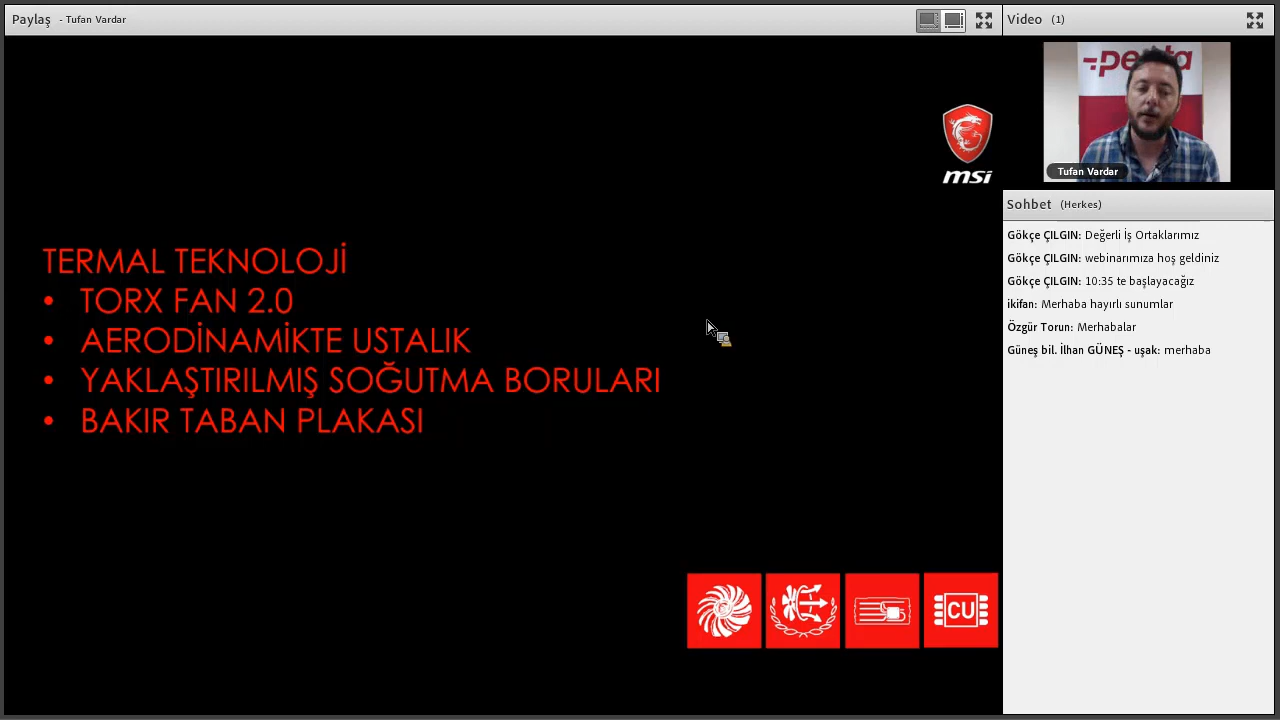 Paylaş - Tufan Vardar
Video (1)
penta
Tufan Vardar
msi
TERMAL TEKNOLOJİ
• TORX FAN 2.0
• AERODİNAMİKTE USTALIK
• YAKLAŞTIRILMIŞ SOĞUTMA BORULARI
• BAKIR TABAN PLAKASI
CU
Sohbet (Herkes)
Gökçe ÇILGIN: Değerli İş Ortaklarımız
Gökçe ÇILGIN: webinarımıza hoş geldiniz
Gökçe ÇILGIN: 10:35 te başlayacağız
ikifan: Merhaba hayırlı sunumlar
Özgür Torun: Merhabalar
Güneş bil. İlhan GÜNEŞ - uşak: merhaba